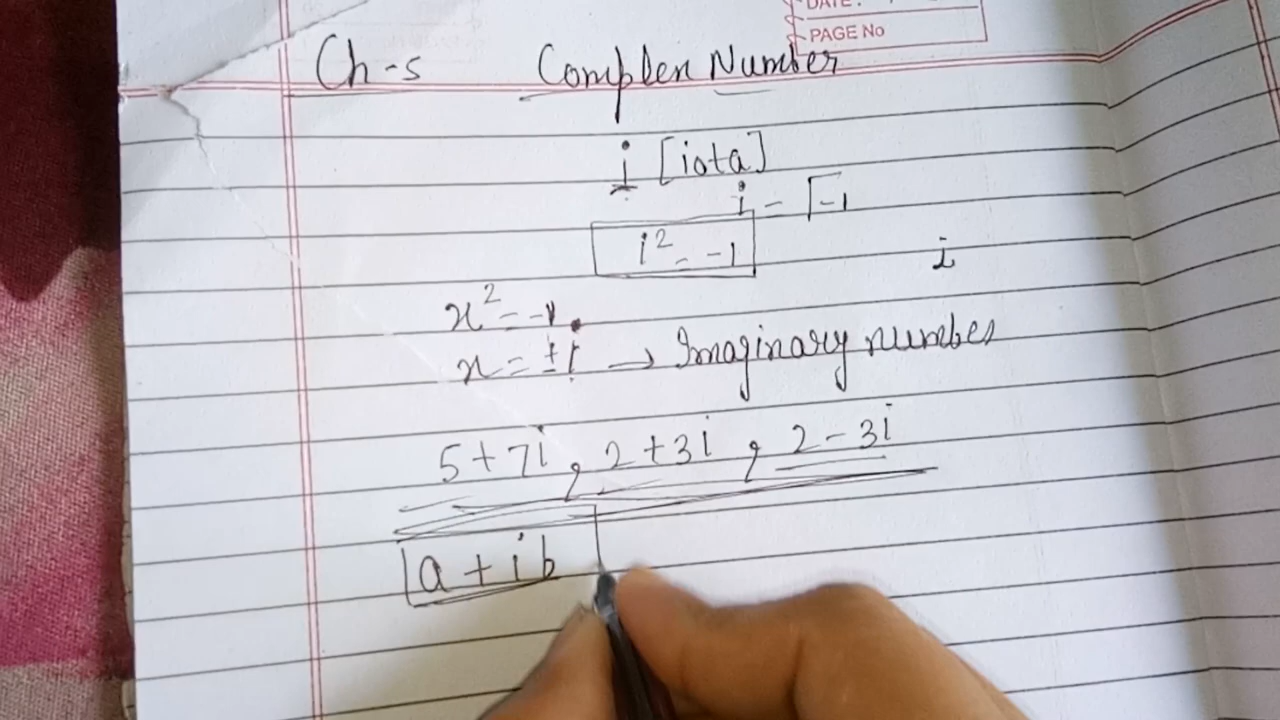 DATE:
PAGE No
Ch-5 Complex Number
i [iota]
i = √-1
i² = -1
i
x² = -1
x = ±i → Imaginary number
5+7i, 2+3i, 2-3i
a+ib